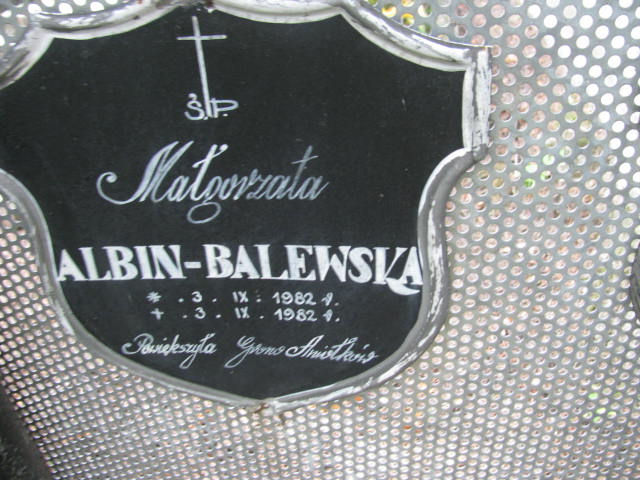 Ś.P.
Małgorzata
ALBIN-BALEWSKA
* . 3 . IX . 1982 r.
+ . 3 . IX . 1982 r.
Powiększyła Grono Aniołków